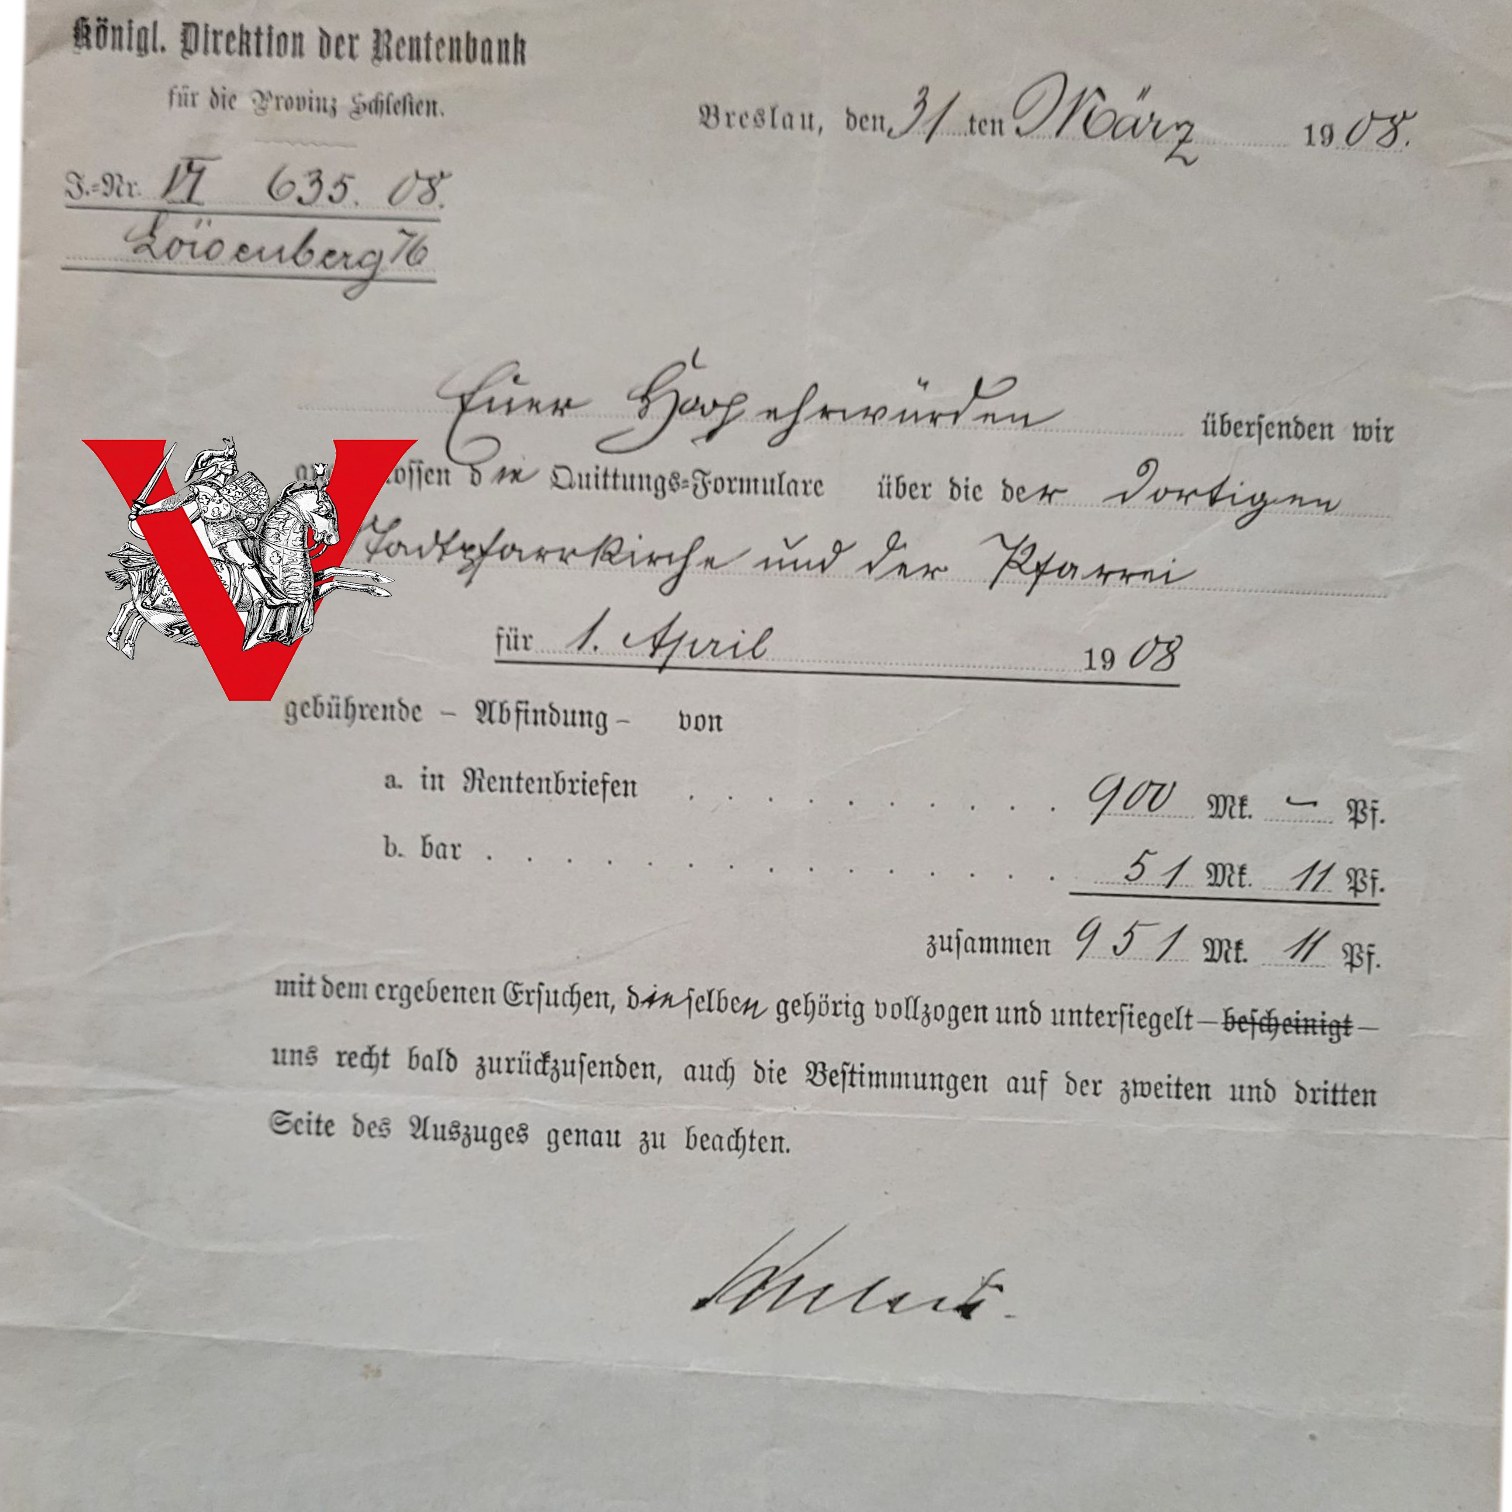 Königl. Direktion der Rentenbank
für die Provinz Schlesien.
Breslau, den 31 ten März 1908.
J.=Nr. VI 635. 08.
Löwenberg 76
Euer Hochehrwürden übersenden wir
die Quittungs=Formulare über die der dortigen
Stadtpfarrkirche und der Pfarrei
für 1. April 1908
gebührende – Abfindung – von
a. in Rentenbriefen . . . . . . . . . . 900 Mk. – Pf.
b. bar . . . . . . . . . . . . . . . 51 Mk. 11 Pf.
zusammen 951 Mk. 11 Pf.
mit dem ergebenen Ersuchen, dieselben gehörig vollzogen und untersiegelt – bescheinigt –
uns recht bald zurückzusenden, auch die Bestimmungen auf der zweiten und dritten
Seite des Auszuges genau zu beachten.